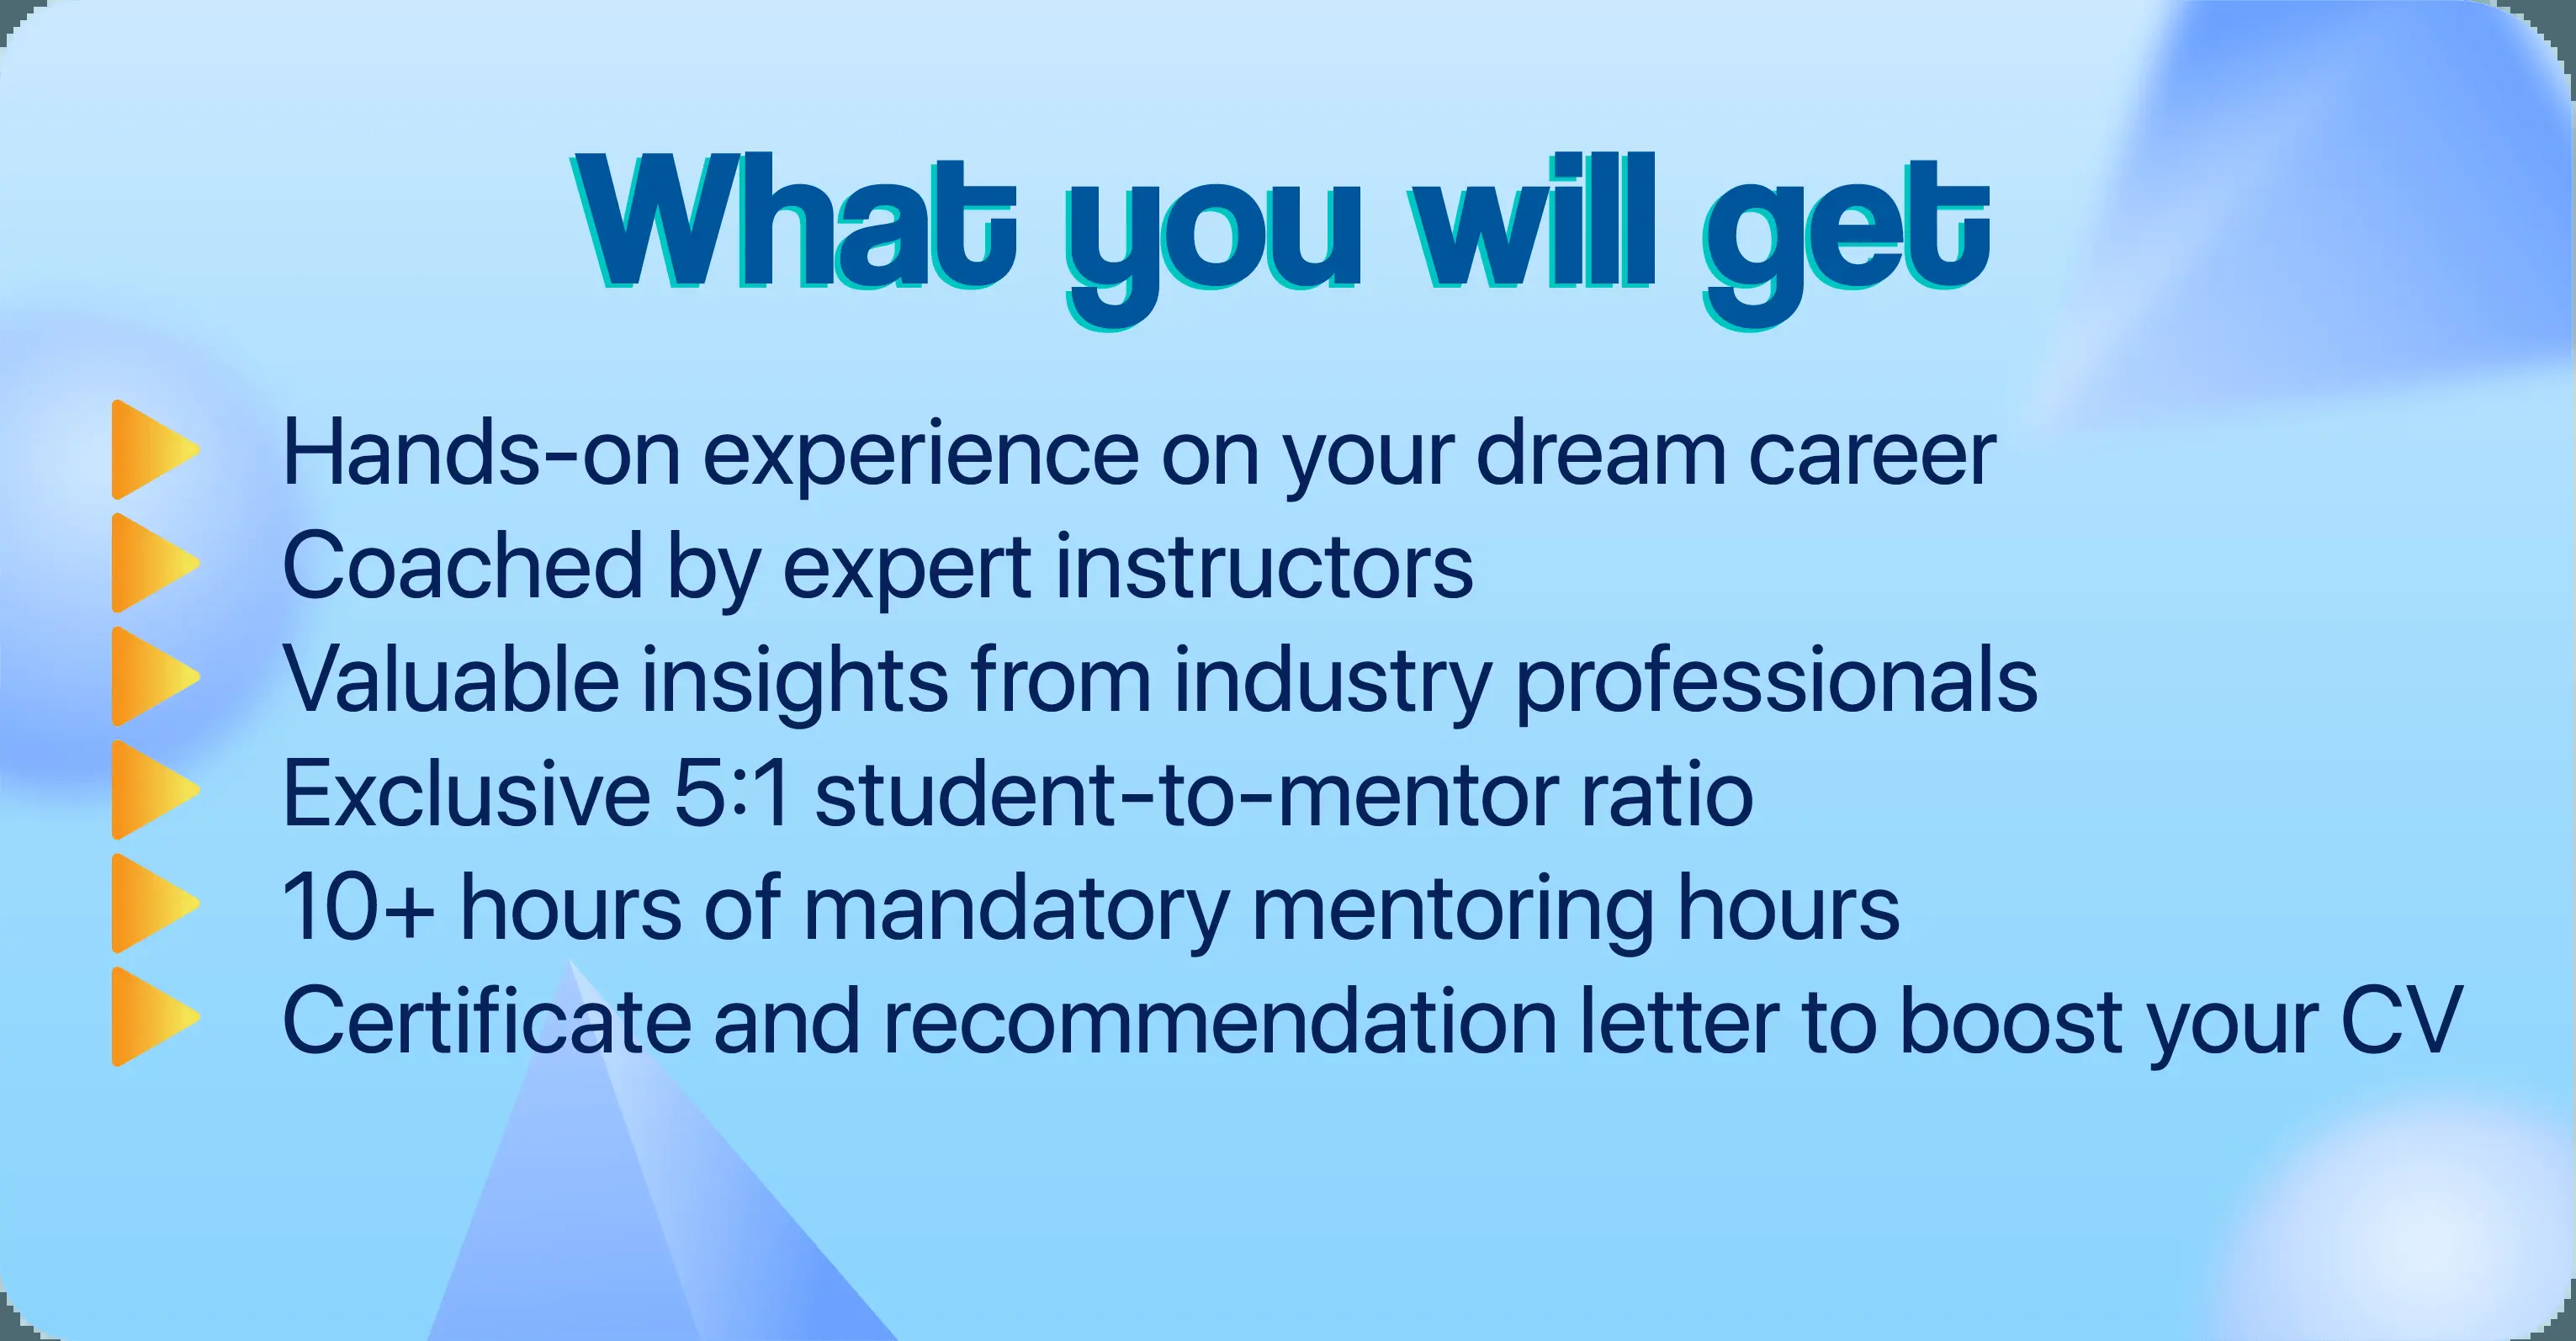 What you will get
Hands-on experience on your dream career
Coached by expert instructors
Valuable insights from industry professionals
Exclusive 5:1 student-to-mentor ratio
10+ hours of mandatory mentoring hours
Certificate and recommendation letter to boost your CV